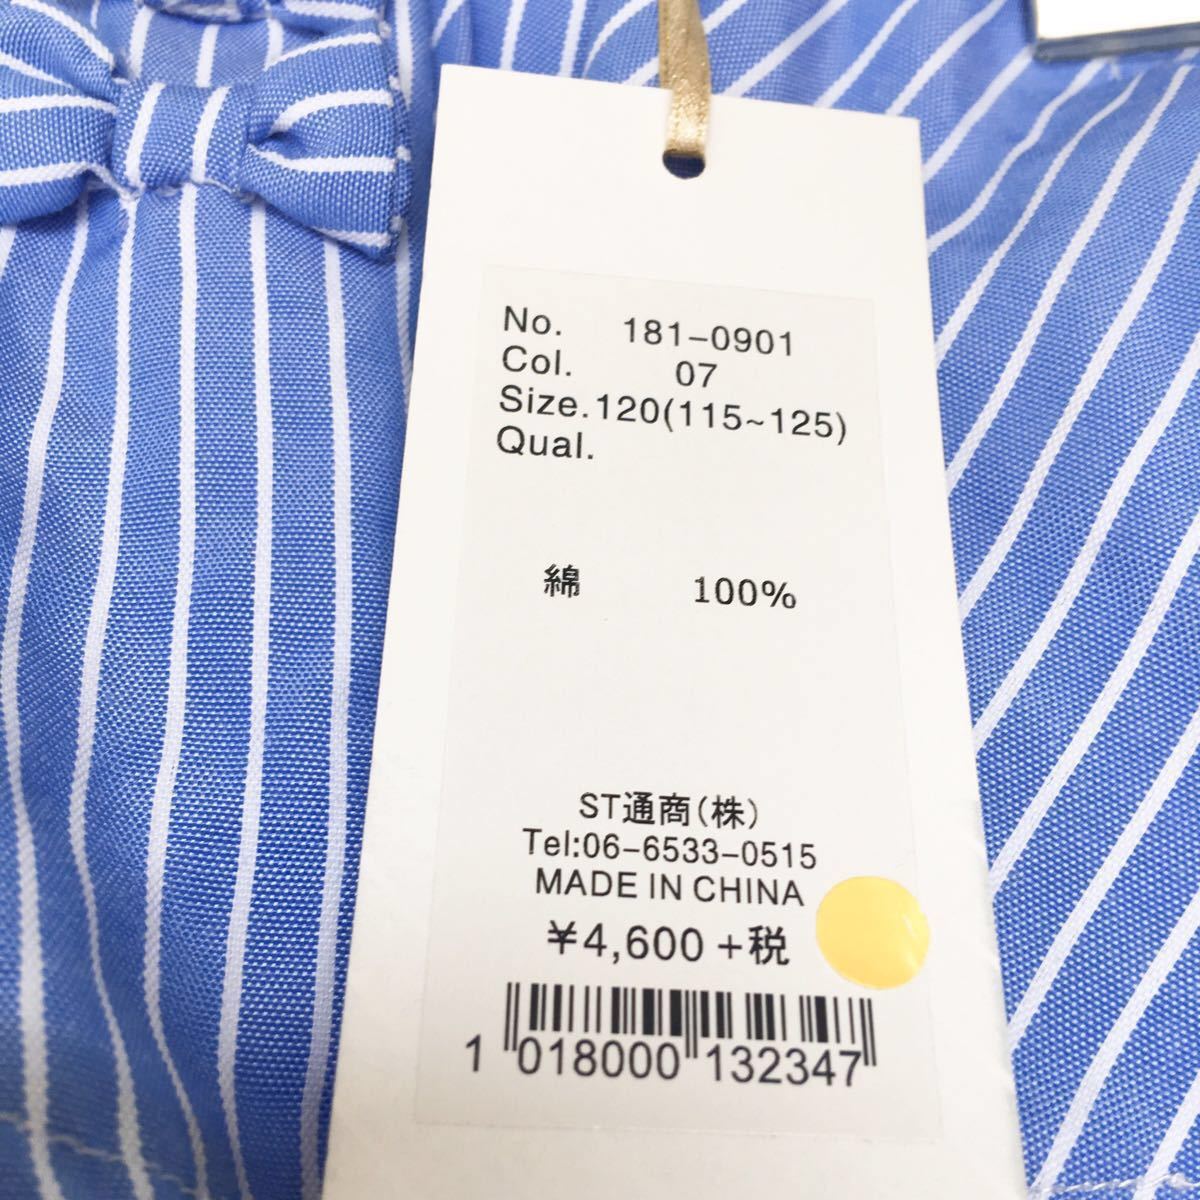 No. 181-0901
Col. 07
Size.120(115~125)
Qual.
綿 100%
ST通商(株)
Tel:06-6533-0515
MADE IN CHINA
¥4,600+税
1 018000 132347